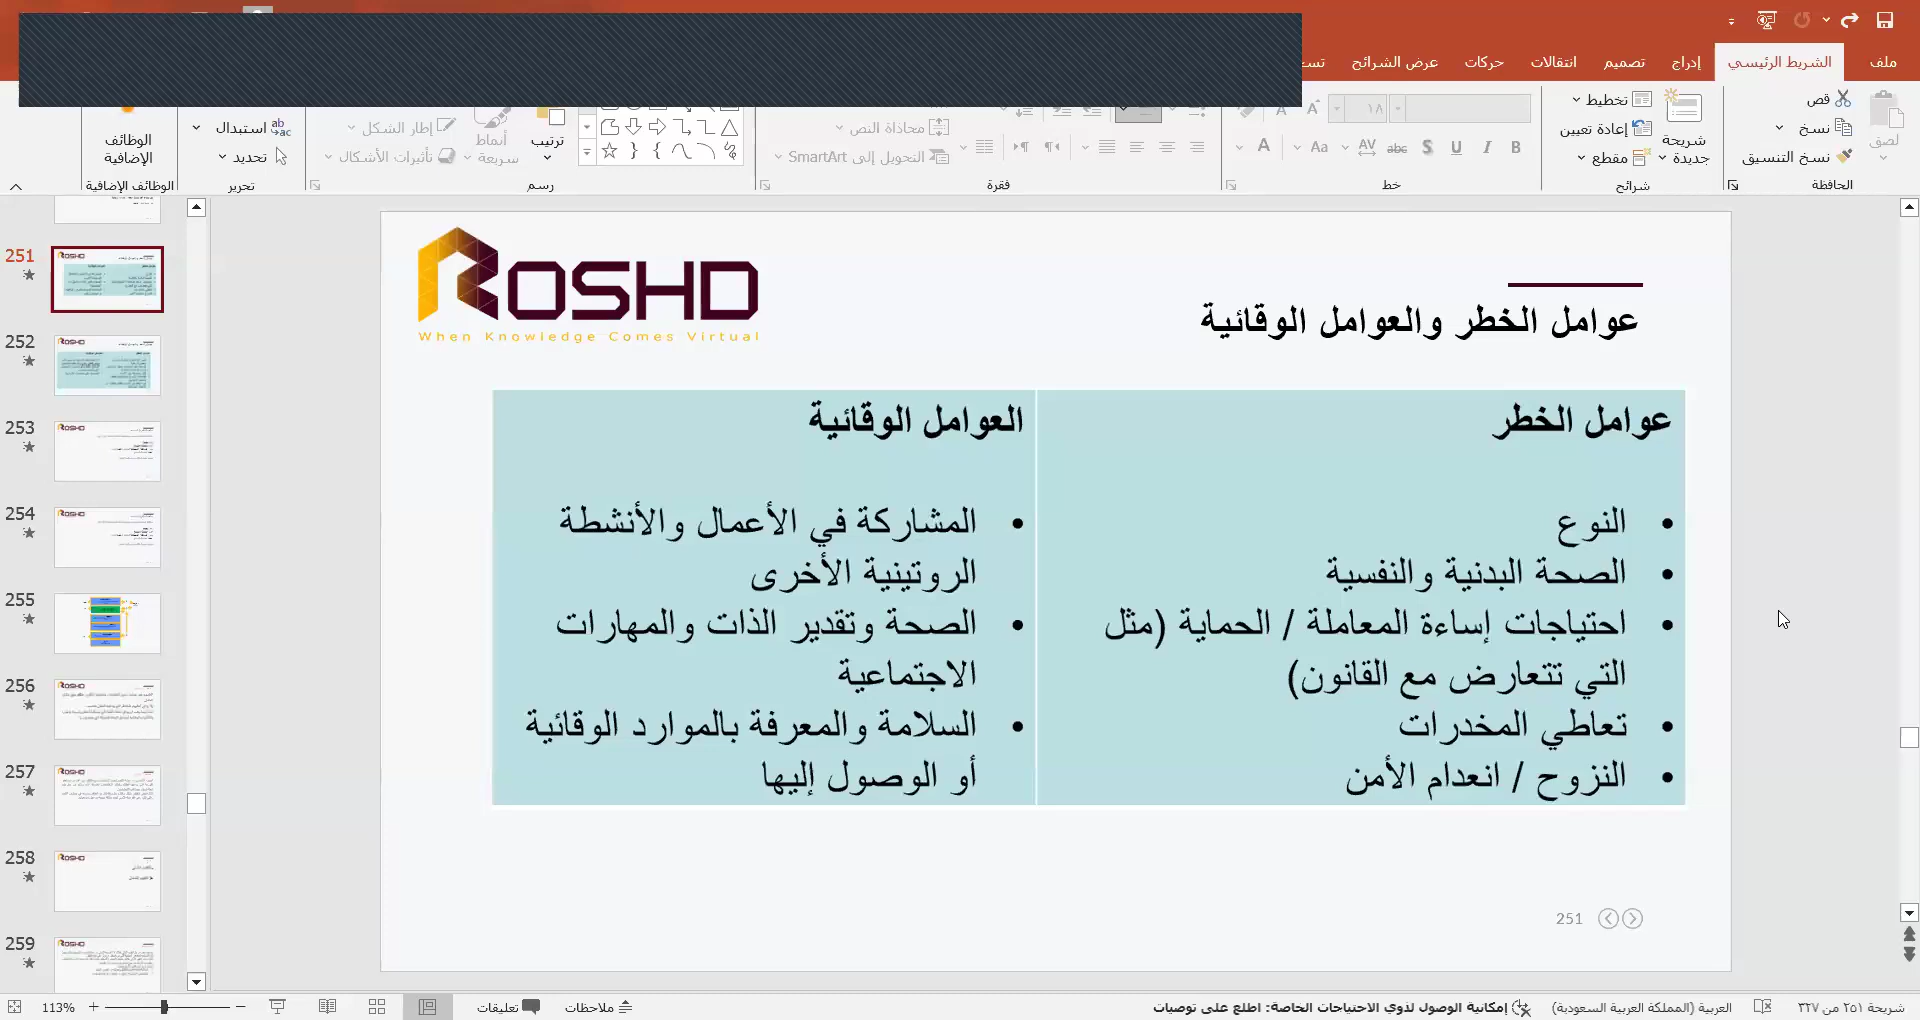 ملف
الشريط الرئيسي
إدراج
تصميم
انتقالات
حركات
عرض الشرائح
قص
نسخ
نسخ التنسيق
لصق
الحافظة
تخطيط
إعادة تعيين
مقطع
شريحة
جديدة
شرائح
١٨
خط
محاذاة النص
التحويل إلى SmartArt
فقرة
ترتيب
أنماط
سريعة
إطار الشكل
تأثيرات الأشكال
رسم
استبدال
تحديد
تحرير
الوظائف
الإضافية
الوظائف الإضافية
251
252
253
254
255
256
257
258
259
ROSHD
When Knowledge Comes Virtual
عوامل الخطر والعوامل الوقائية
عوامل الخطر
• النوع
• الصحة البدنية والنفسية
• احتياجات إساءة المعاملة / الحماية (مثل
التي تتعارض مع القانون)
• تعاطي المخدرات
• النزوح / انعدام الأمن
العوامل الوقائية
• المشاركة في الأعمال والأنشطة
الروتينية الأخرى
• الصحة وتقدير الذات والمهارات
الاجتماعية
• السلامة والمعرفة بالموارد الوقائية
أو الوصول إليها
251
شريحة ٢٥١ من ٣٢٧
العربية (المملكة العربية السعودية)
إمكانية الوصول لذوي الاحتياجات الخاصة: اطلع على توصيات
ملاحظات
تعليقات
113%